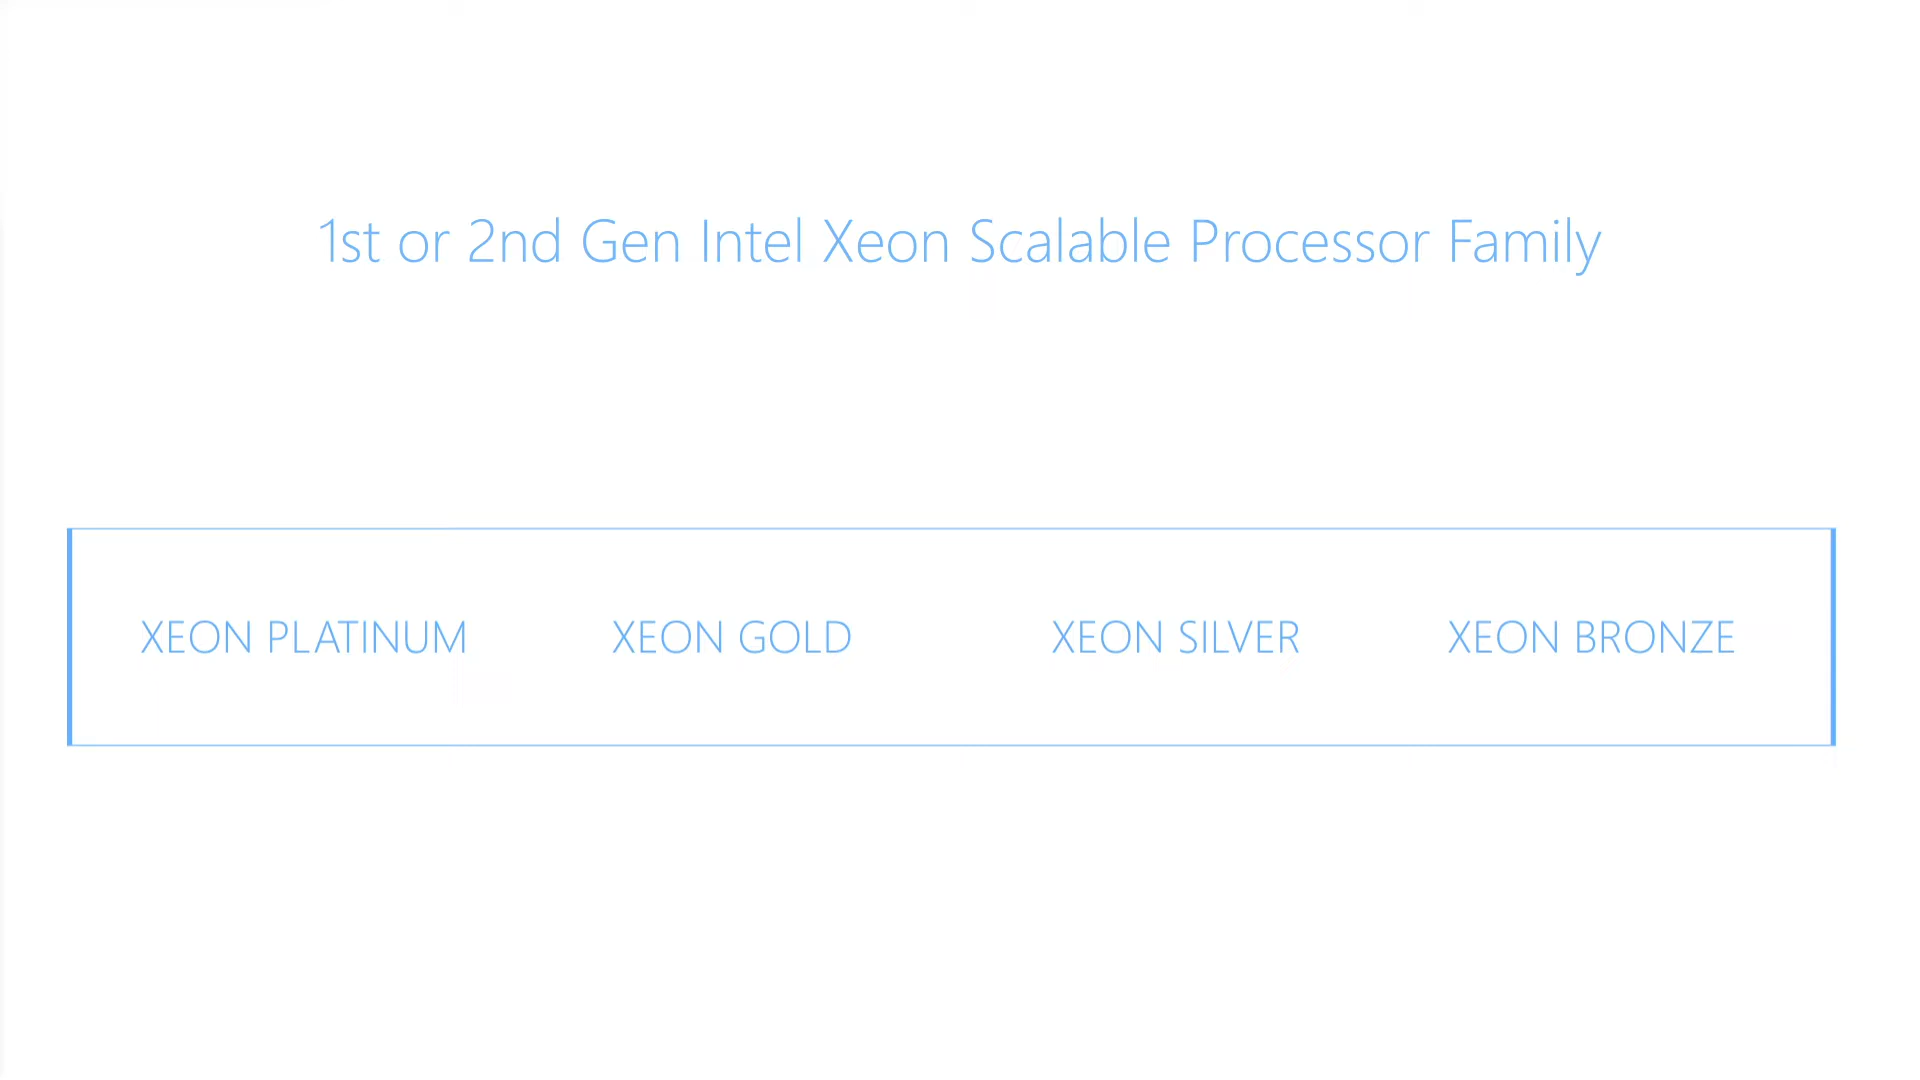 1st or 2nd Gen Intel Xeon Scalable Processor Family
XEON PLATINUM XEON GOLD XEON SILVER XEON BRONZE